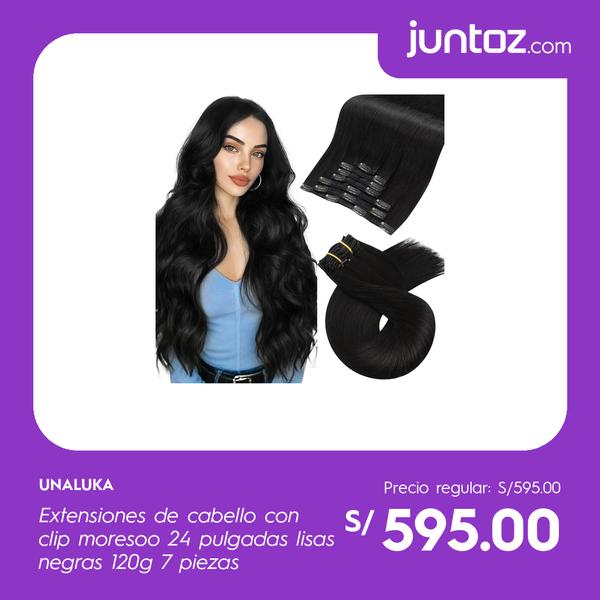 juntoz.com
UNALUKA
Extensiones de cabello con
clip moresoo 24 pulgadas lisas
negras 120g 7 piezas
Precio regular: S/595.00
S/ 595.00